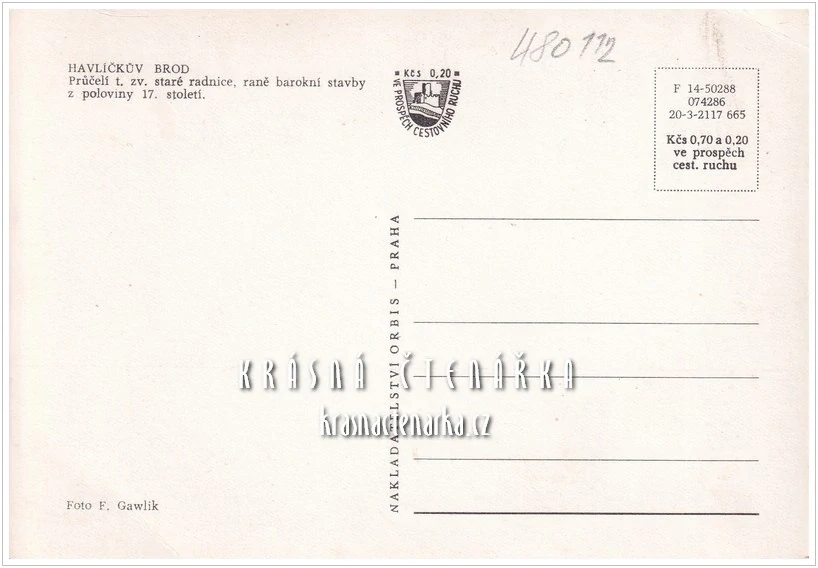 480112
HAVLÍČKŮV BROD
Průčelí t. zv. staré radnice, raně barokní stavby
z poloviny 17. století.
Kčs 0,20
VE PROSPĚCH CESTOVNÍHO RUCHU
F 14-50288
074286
20-3-2117 665
Kčs 0,70 a 0,20
ve prospěch
cest. ruchu
NAKLADATELSTVÍ ORBIS – PRAHA
KRÁSNÁ ČTENÁŘKA
krasnactenarka.cz
Foto F. Gawlik